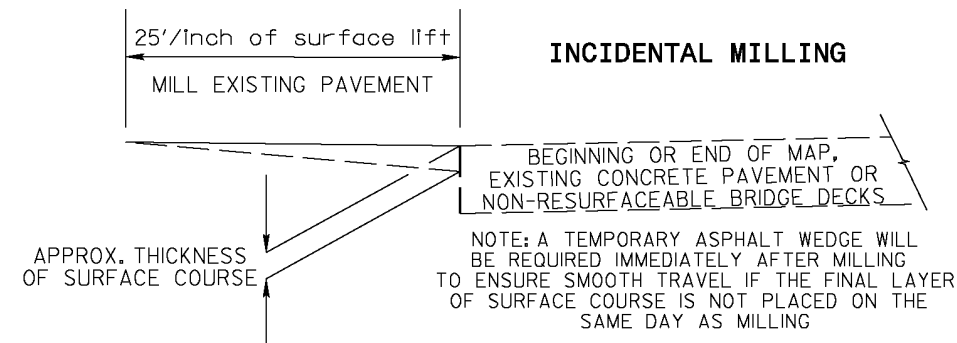 25'/inch of surface lift
MILL EXISTING PAVEMENT
INCIDENTAL MILLING
BEGINNING OR END OF MAP,
EXISTING CONCRETE PAVEMENT OR
NON-RESURFACEABLE BRIDGE DECKS
APPROX. THICKNESS
OF SURFACE COURSE
NOTE: A TEMPORARY ASPHALT WEDGE WILL
BE REQUIRED IMMEDIATELY AFTER MILLING
TO ENSURE SMOOTH TRAVEL IF THE FINAL LAYER
OF SURFACE COURSE IS NOT PLACED ON THE
SAME DAY AS MILLING